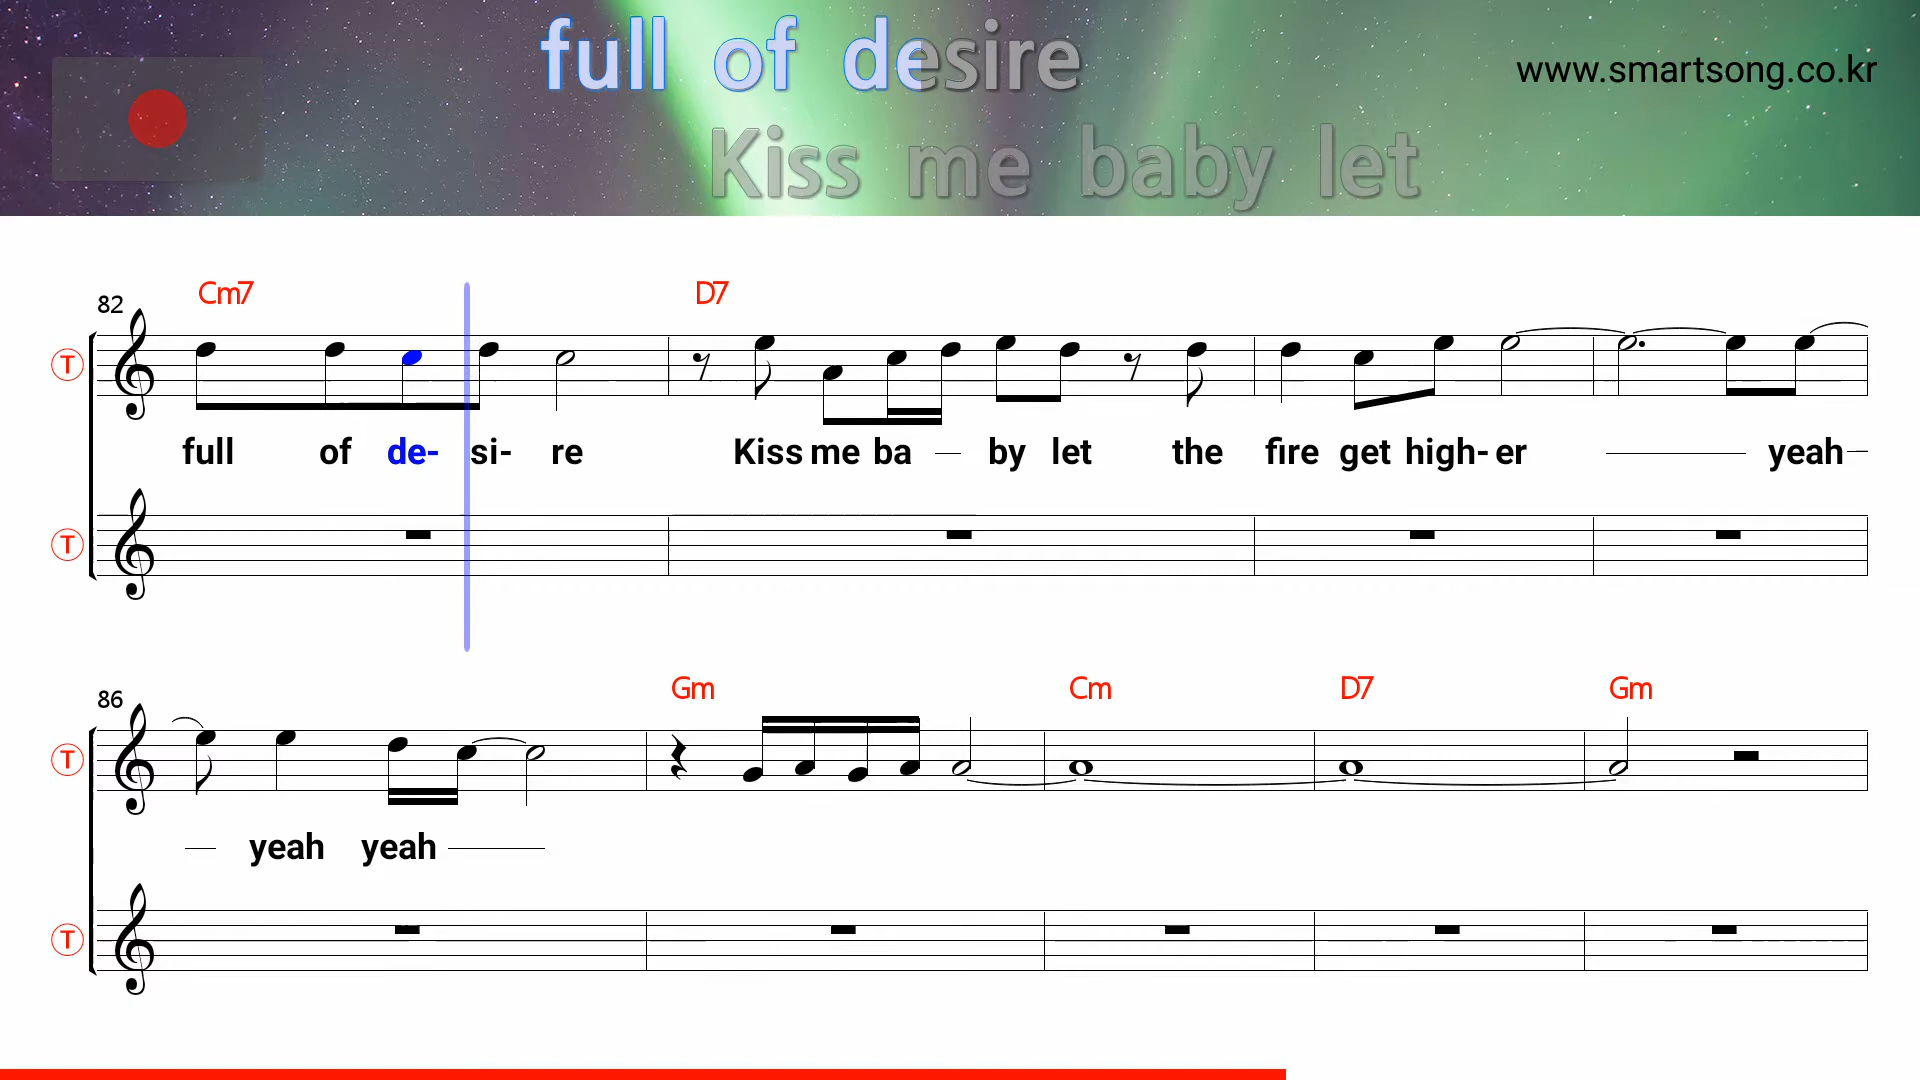 full of desire
www.smartsong.co.kr
Kiss me baby let
Cm7 D7
82
T
full of de- si- re Kiss me ba by let the fire get high- er yeah
T
Gm Cm D7 Gm
86
T
yeah yeah
T